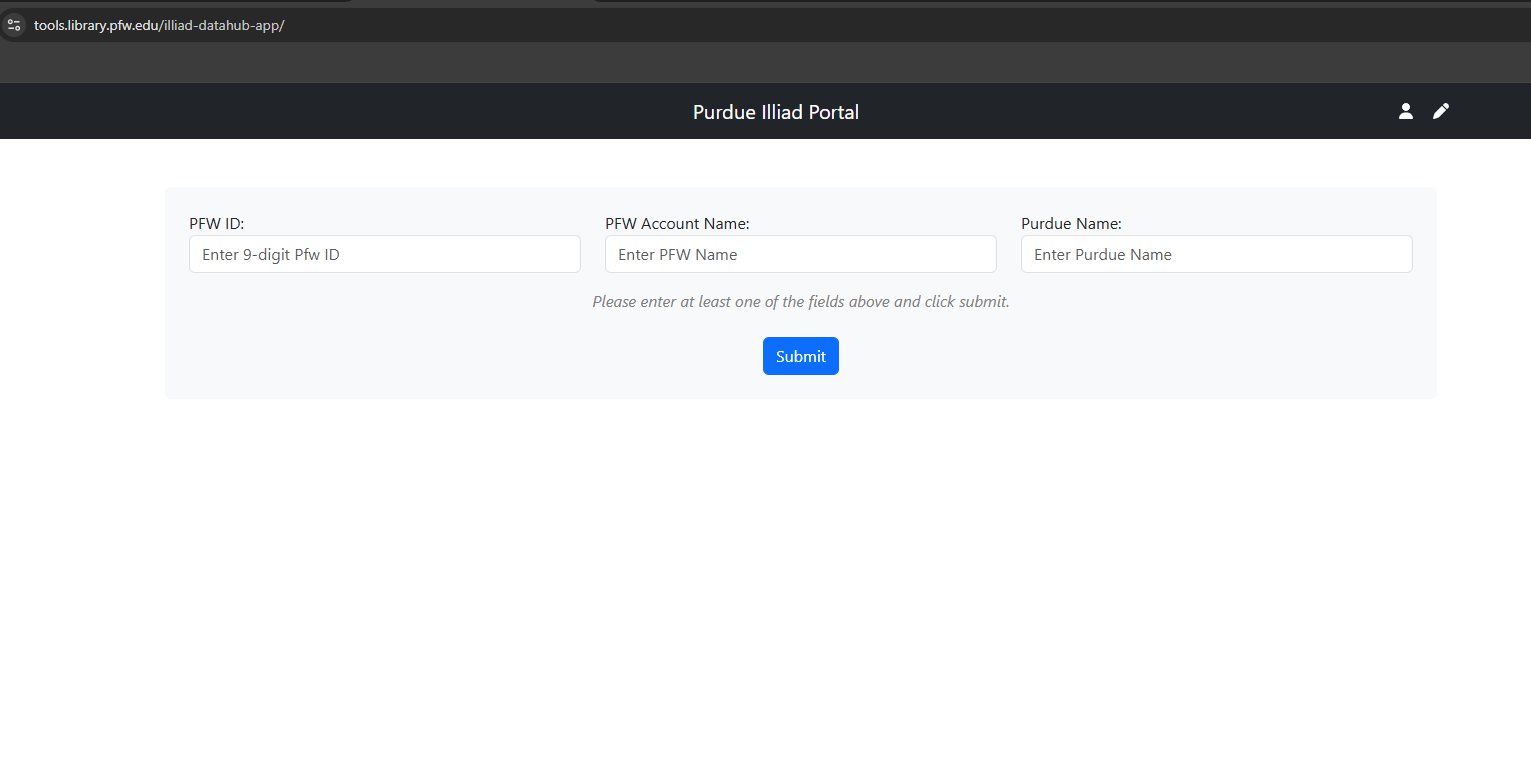 tools.library.pfw.edu/illiad-datahub-app/
Purdue Illiad Portal
PFW ID: PFW Account Name: Purdue Name:
Enter 9-digit Pfw ID Enter PFW Name Enter Purdue Name
Please enter at least one of the fields above and click submit.
Submit